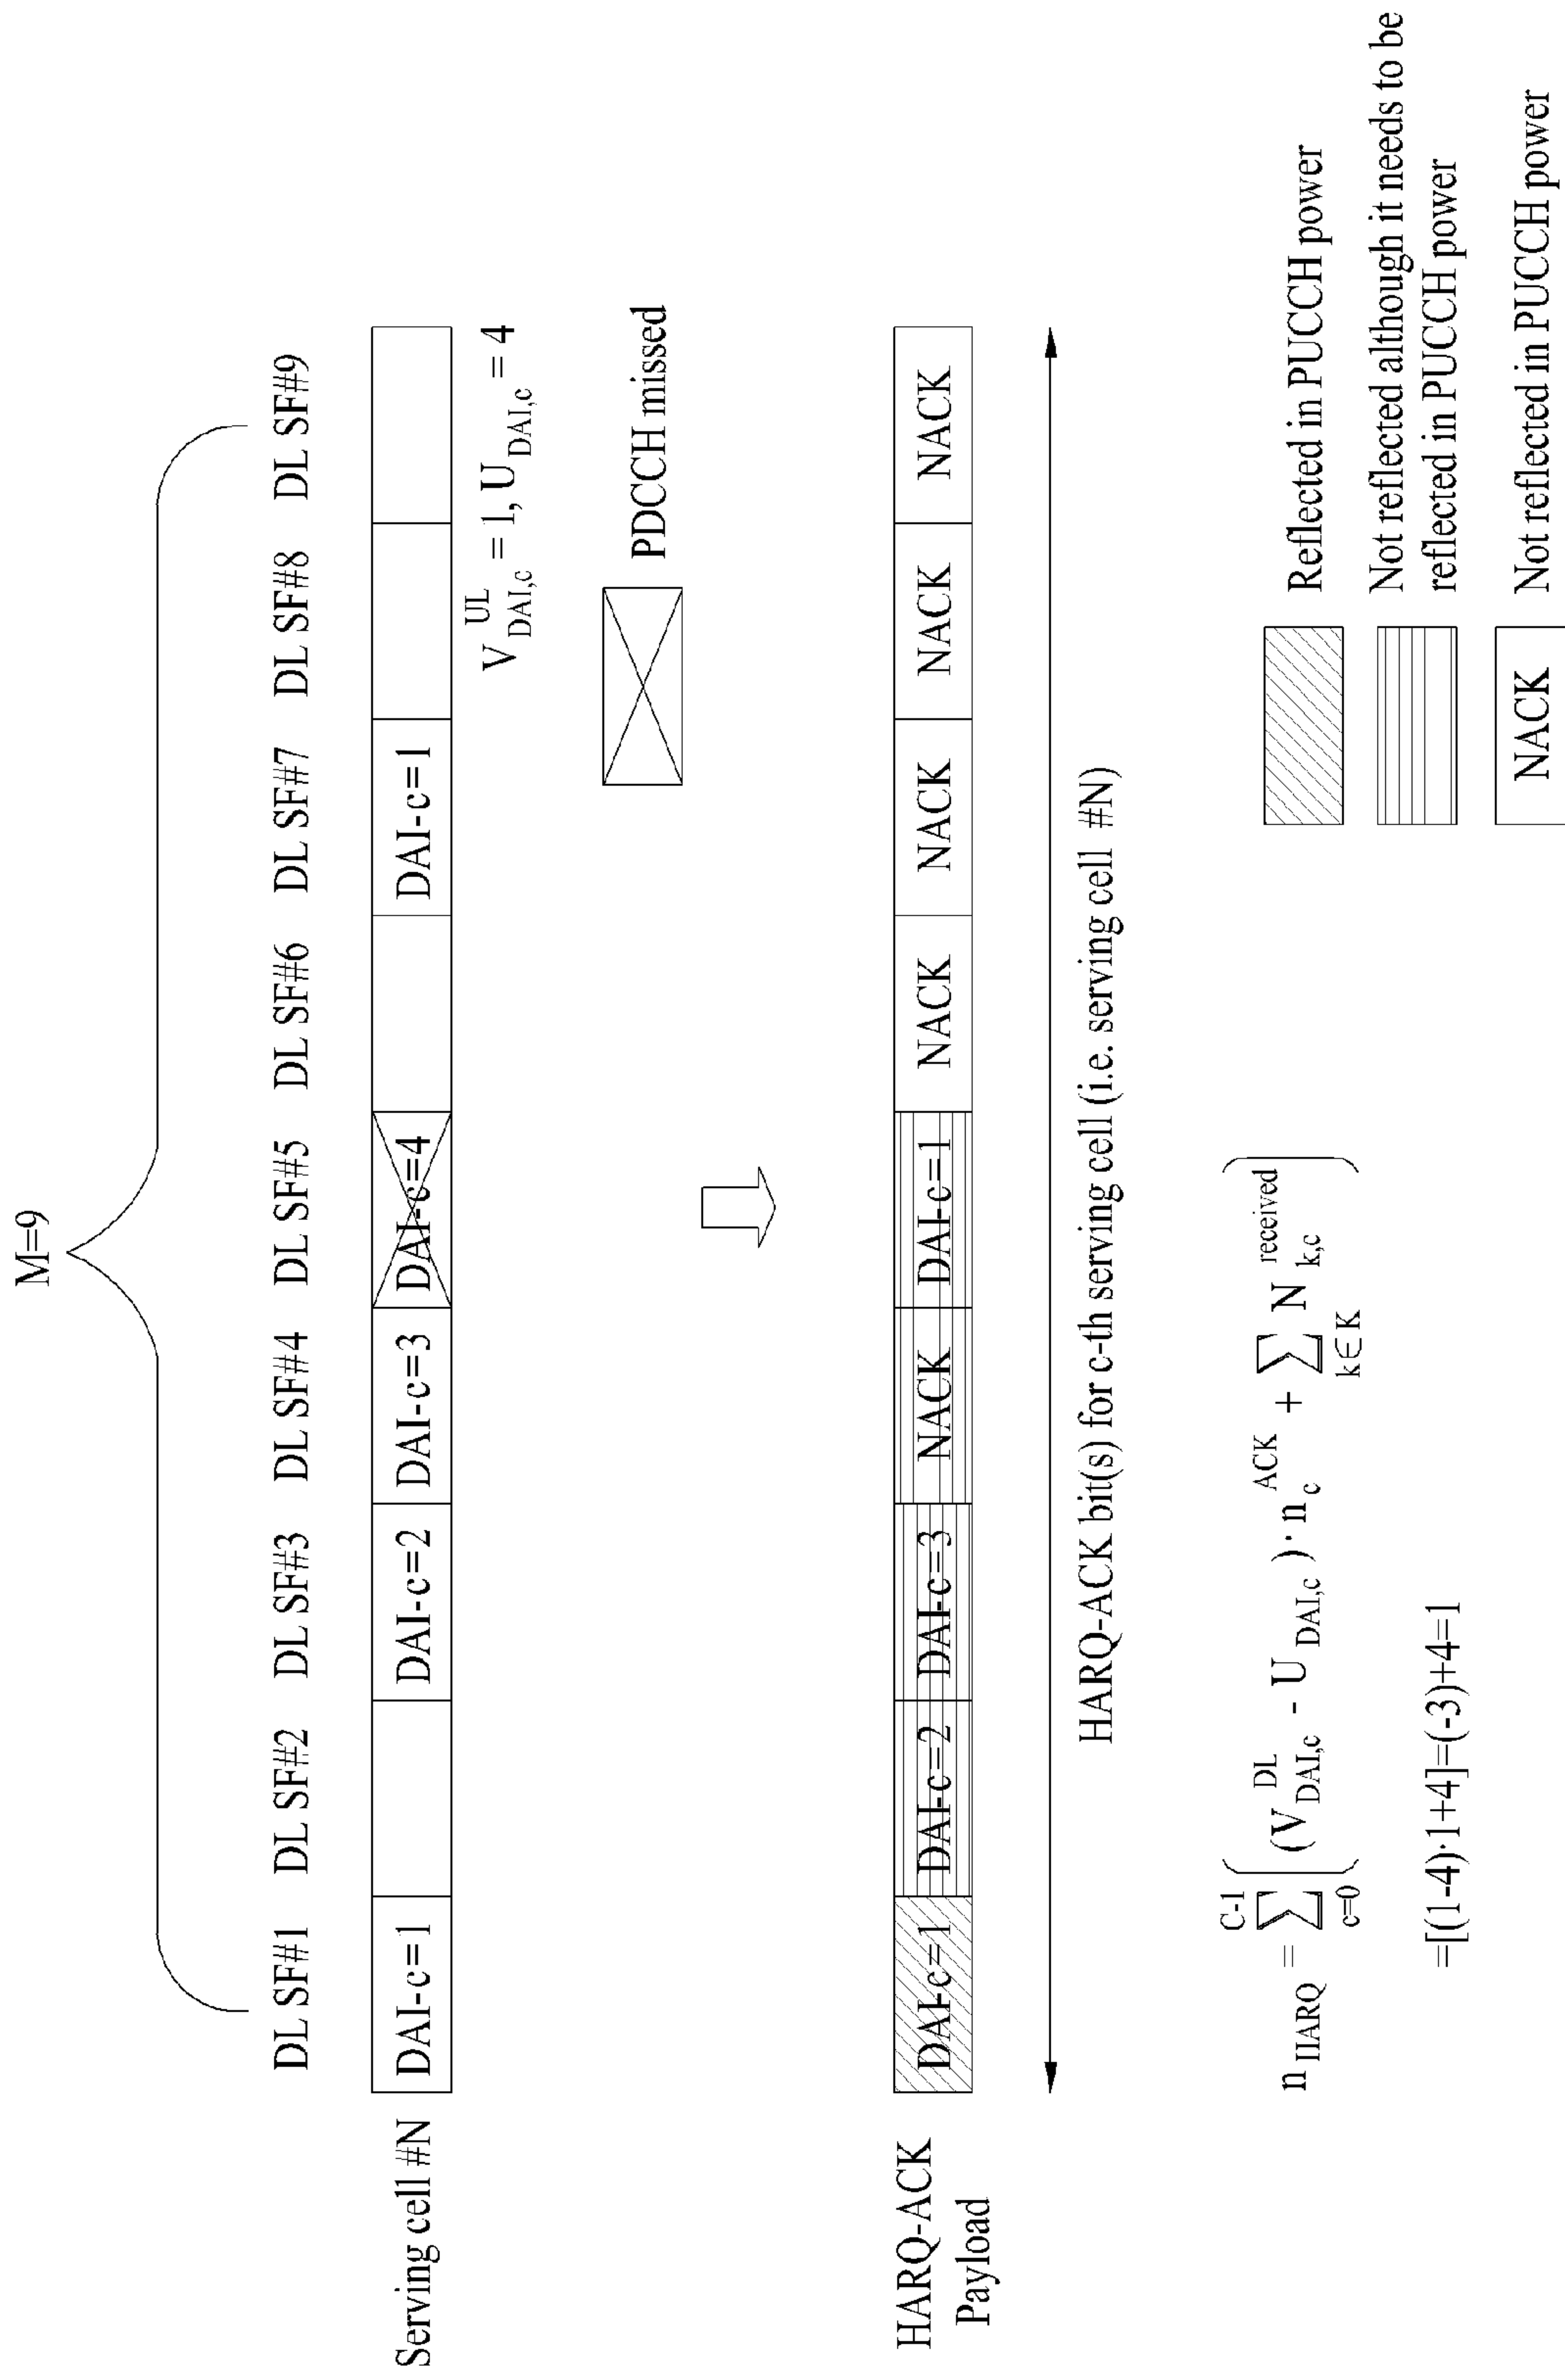 M=9
DL SF#1 DL SF#2 DL SF#3 DL SF#4 DL SF#5 DL SF#6 DL SF#7 DL SF#8 DL SF#9
Serving cell #N DAI-c=1 DAI-c=2 DAI-c=3 DAI-c=4 DAI-c=1
V^UL_DAI,c = 1, U_DAI,c = 4
PDCCH missed
HARQ-ACK
Payload
DAI-c=1 DAI-c=2 DAI-c=3 NACK DAI-c=1 NACK NACK NACK NACK
HARQ-ACK bit(s) for c-th serving cell (i.e. serving cell #N)
n_HARQ = ∑_{c=0}^{C-1} ( (V^DL_DAI,c - U_DAI,c) · n_c^ACK + ∑_{k∈K} N_k,c^received )
=[(1-4)·1+4]=(-3)+4=1
Reflected in PUCCH power
Not reflected although it needs to be
reflected in PUCCH power
NACK Not reflected in PUCCH power